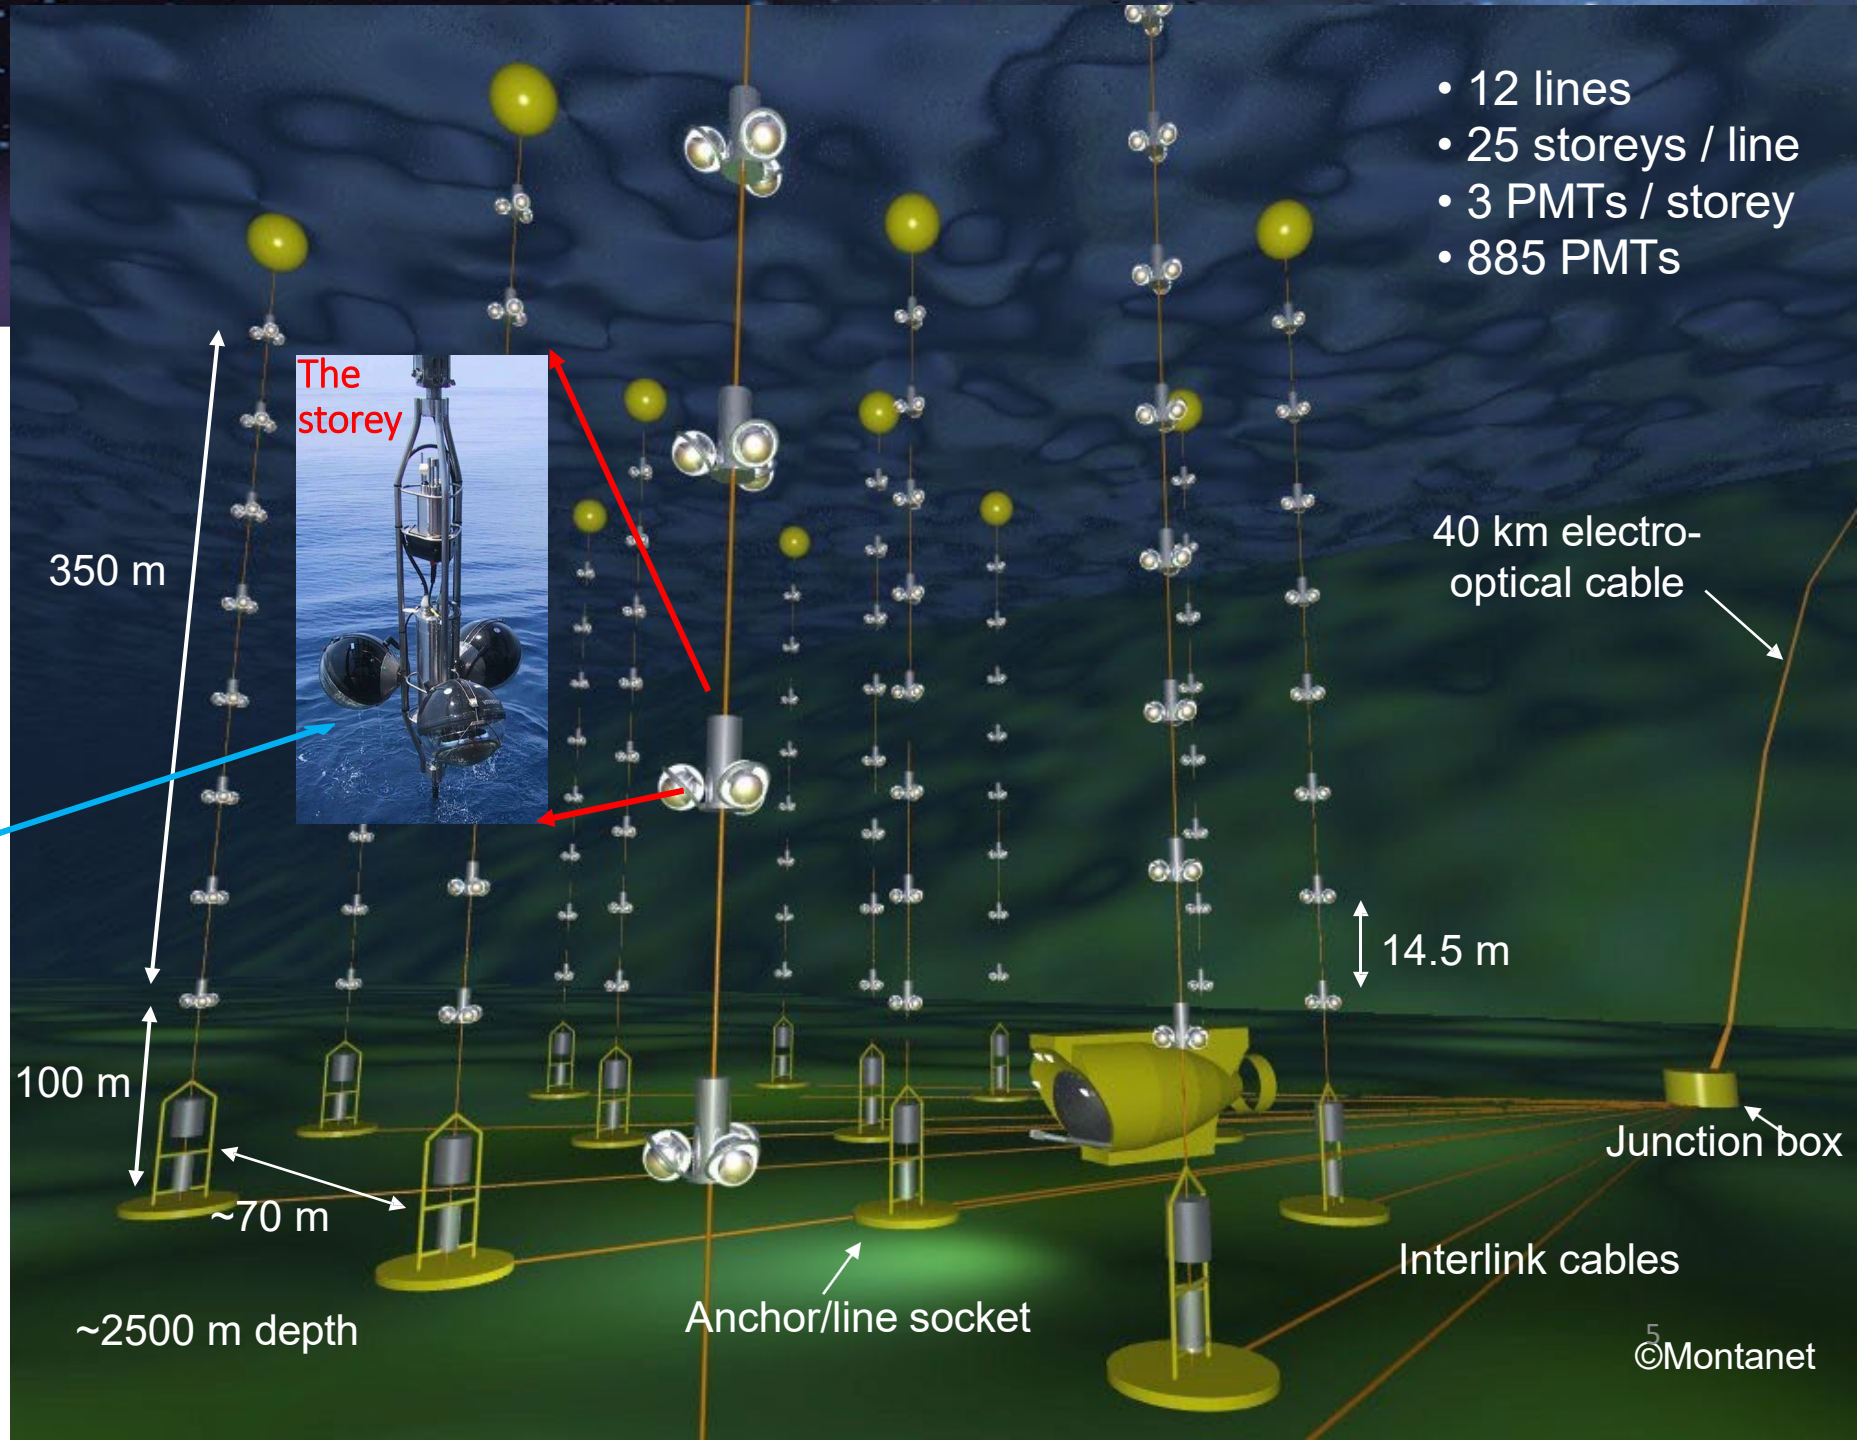 • 12 lines
• 25 storeys / line
• 3 PMTs / storey
• 885 PMTs
The
storey
350 m
40 km electro-
optical cable
14.5 m
100 m
Junction box
~70 m
Interlink cables
Anchor/line socket
~2500 m depth
5
©Montanet